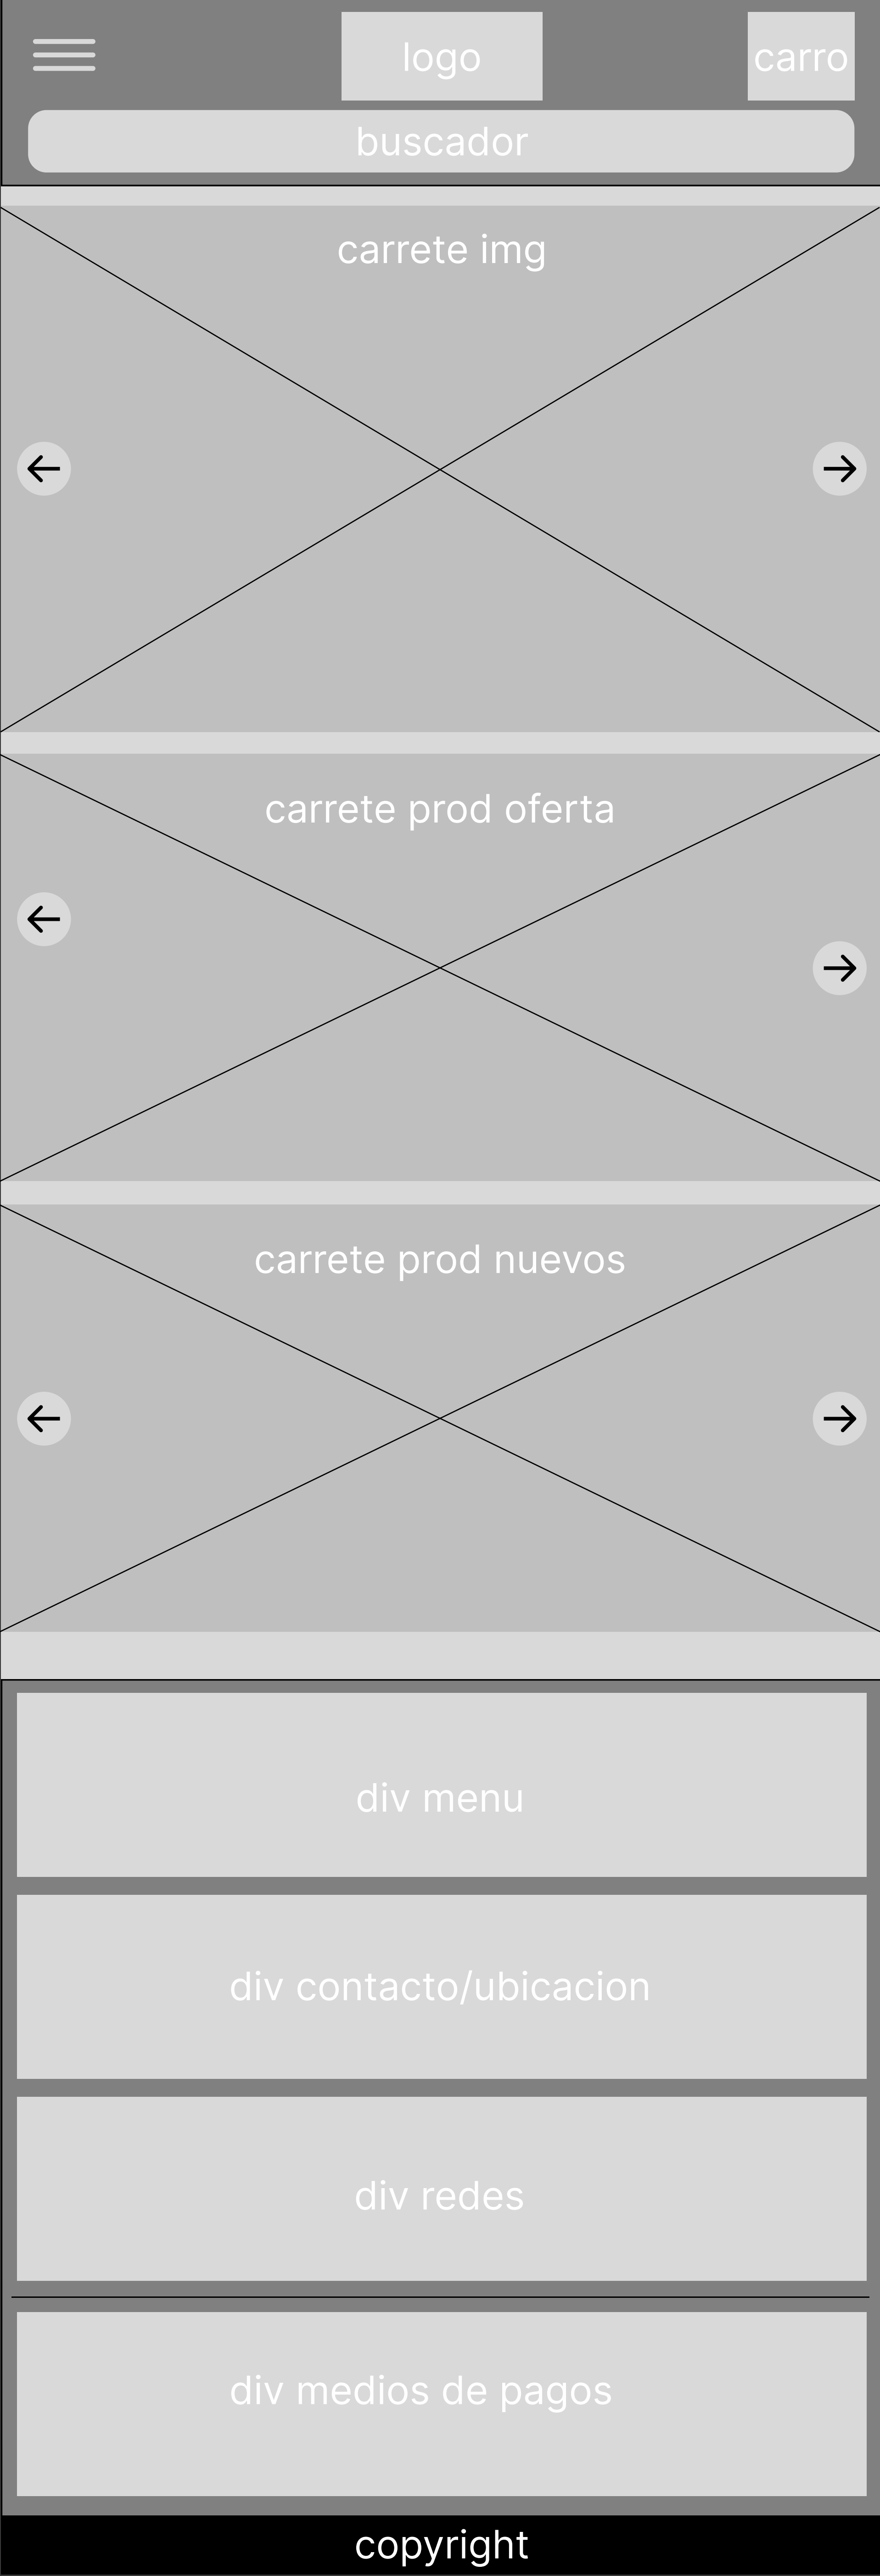 logo
carro
buscador
carrete img
carrete prod oferta
carrete prod nuevos
div menu
div contacto/ubicacion
div redes
div medios de pagos
copyright